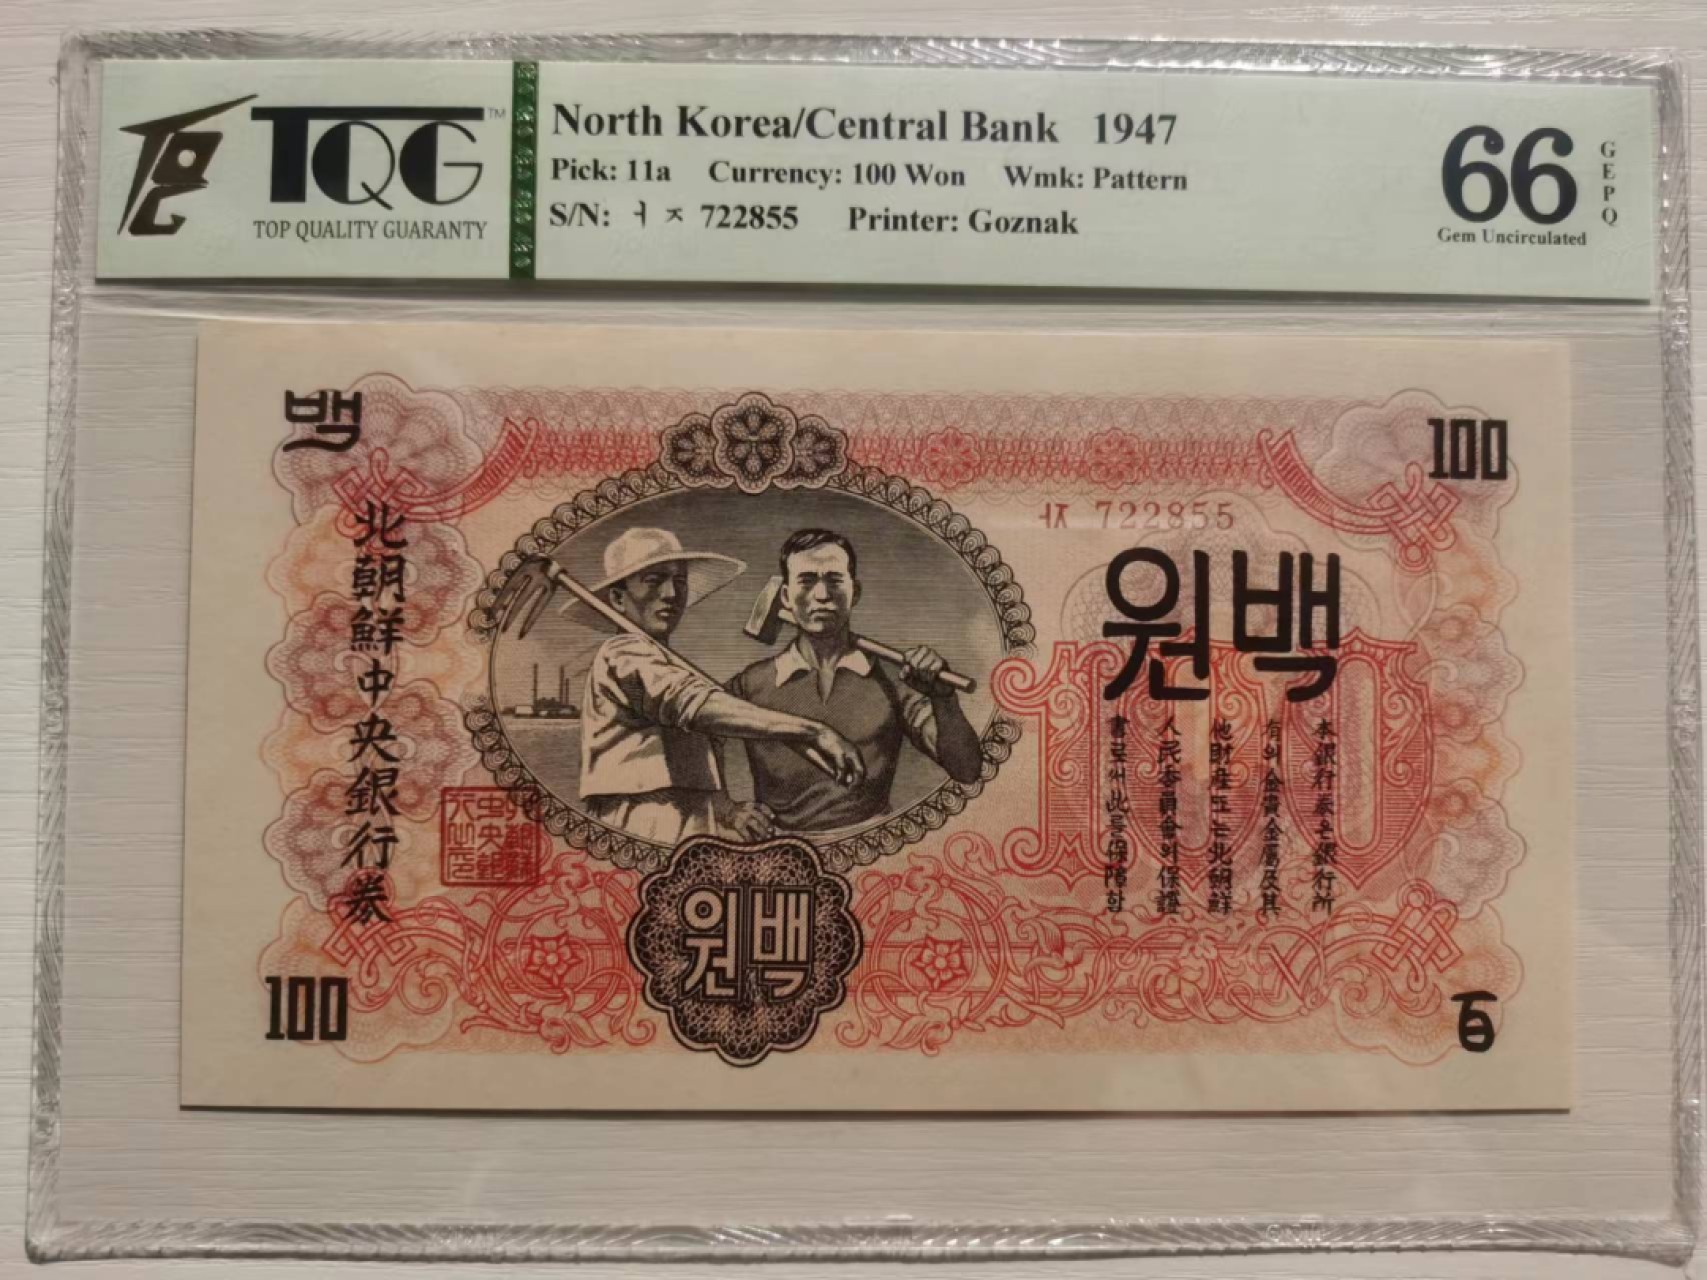 TQG™
TOP QUALITY GUARANTY
North Korea/Central Bank 1947
Pick: 11a Currency: 100 Won Wmk: Pattern
S/N: ㅓ ㅈ 722855 Printer: Goznak
66
GEPQ
Gem Uncirculated
백
100
北朝鮮中央銀行券
ㅓㅈ 722855
원백
100
本銀行券은銀行所
有의金貴金屬及其
他財産또는北朝鮮
人民委員會의保證
書로써此를保障함
원백
100
百